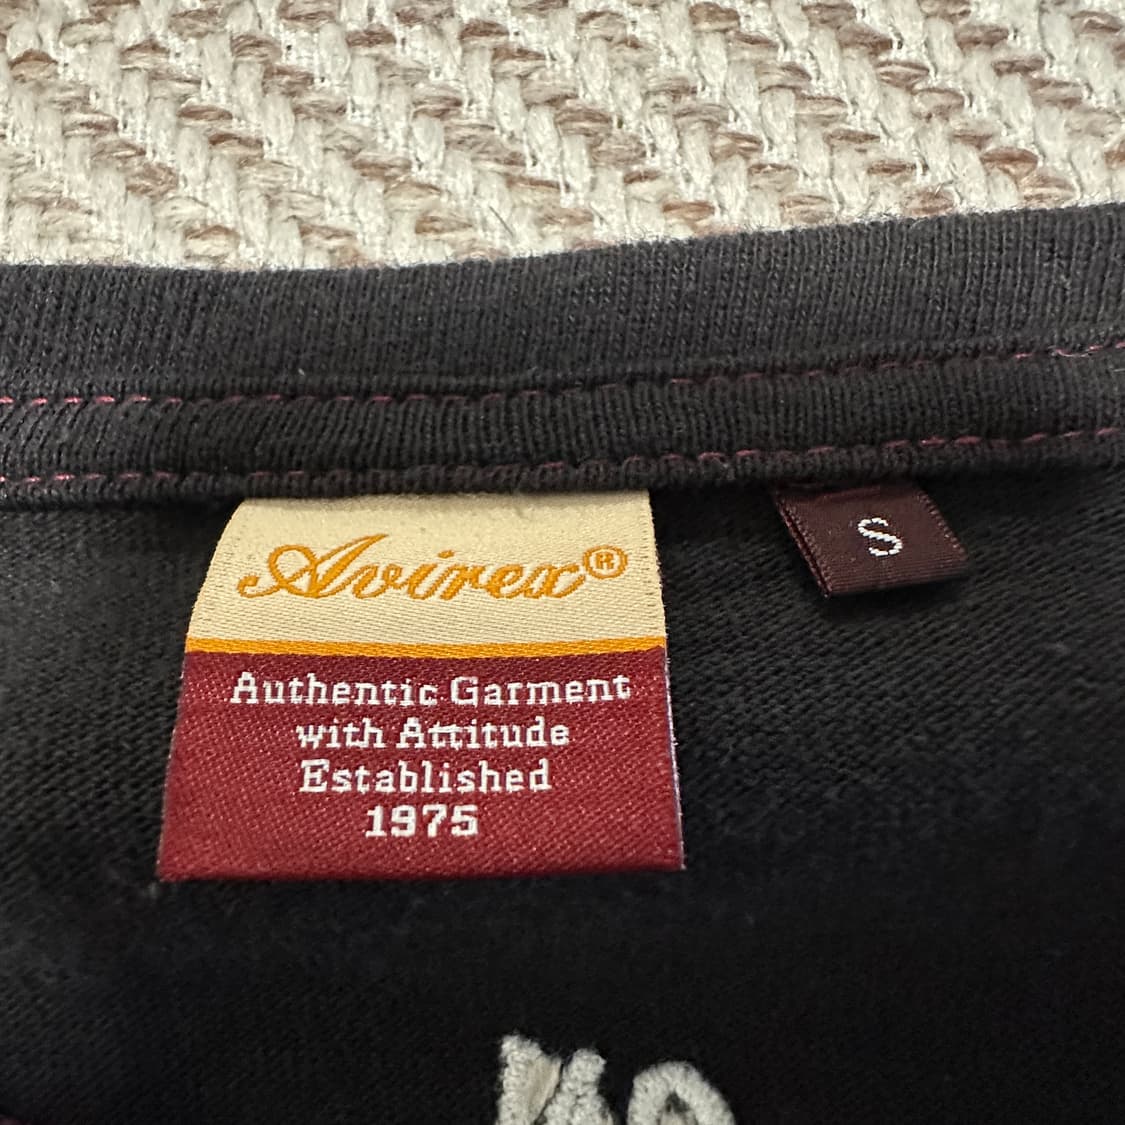 Avirex®
S
Authentic Garment
with Attitude
Established
1975